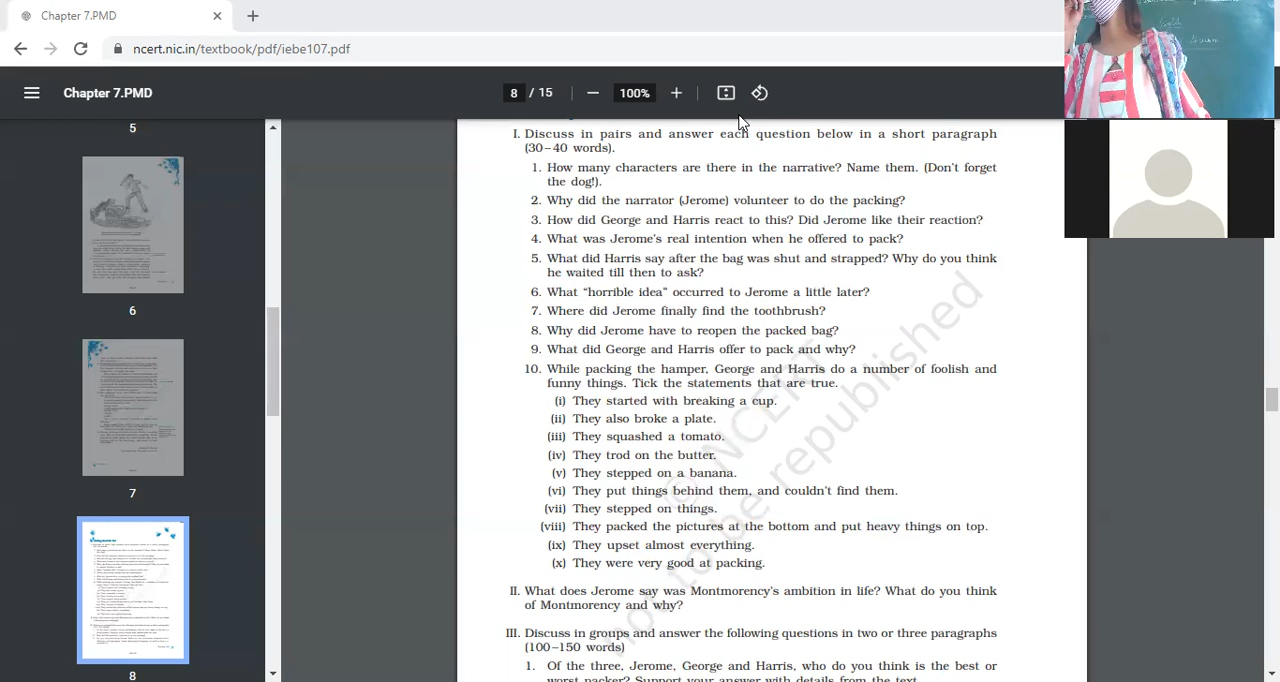 Chapter 7.PMD
ncert.nic.in/textbook/pdf/iebe107.pdf
Chapter 7.PMD
8 / 15
100%
5
6
7
8
I. Discuss in pairs and answer each question below in a short paragraph
(30–40 words).
1. How many characters are there in the narrative? Name them. (Don't forget
the dog!).
2. Why did the narrator (Jerome) volunteer to do the packing?
3. How did George and Harris react to this? Did Jerome like their reaction?
4. What was Jerome's real intention when he offered to pack?
5. What did Harris say after the bag was shut and strapped? Why do you think
he waited till then to ask?
6. What “horrible idea” occurred to Jerome a little later?
7. Where did Jerome finally find the toothbrush?
8. Why did Jerome have to reopen the packed bag?
9. What did George and Harris offer to pack and why?
10. While packing the hamper, George and Harris do a number of foolish and
funny things. Tick the statements that are true.
(i) They started with breaking a cup.
(ii) They also broke a plate.
(iii) They squashed a tomato.
(iv) They trod on the butter.
(v) They stepped on a banana.
(vi) They put things behind them, and couldn't find them.
(vii) They stepped on things.
(viii) They packed the pictures at the bottom and put heavy things on top.
(ix) They upset almost everything.
(x) They were very good at packing.
II. What does Jerome say was Montmorency's ambition in life? What do you think
of Montmorency and why?
III. Discuss in groups and answer the following questions in two or three paragraphs
(100–150 words)
1. Of the three, Jerome, George and Harris, who do you think is the best or
worst packer? Support your answer with details from the text.
© NCERT
be republished